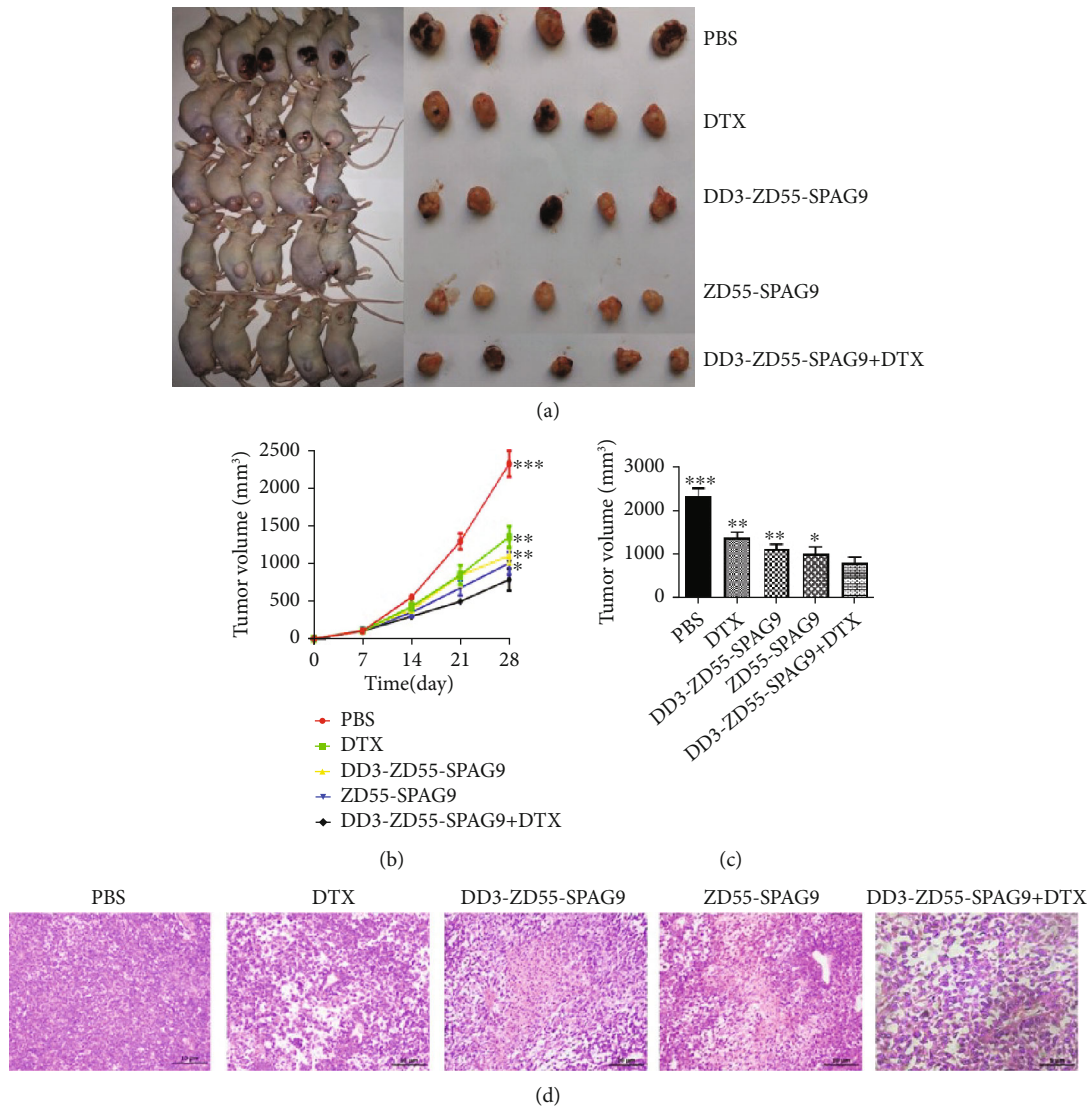 PBS
DTX
DD3-ZD55-SPAG9
ZD55-SPAG9
DD3-ZD55-SPAG9+DTX
(a)
Tumor volume (mm³)
2500
2000
1500
1000
500
0
0 7 14 21 28
Time(day)
***
**
**
*
PBS
DTX
DD3-ZD55-SPAG9
ZD55-SPAG9
DD3-ZD55-SPAG9+DTX
(b)
Tumor volume (mm³)
3000
2000
1000
0
***
**
**
*
PBS
DTX
DD3-ZD55-SPAG9
ZD55-SPAG9
DD3-ZD55-SPAG9+DTX
(c)
PBS DTX DD3-ZD55-SPAG9 ZD55-SPAG9 DD3-ZD55-SPAG9+DTX
(d)